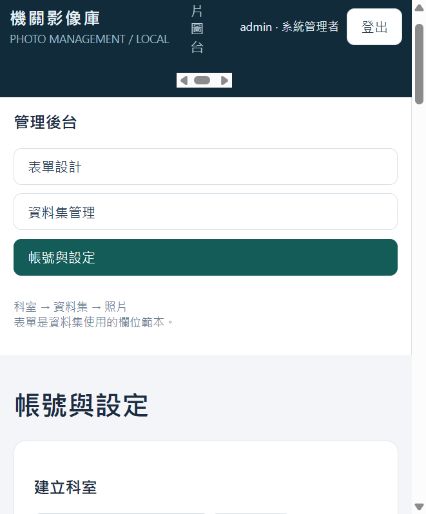 機關影像庫
PHOTO MANAGEMENT / LOCAL
片
圖
台
admin · 系統管理者
登出
管理後台
表單設計
資料集管理
帳號與設定
科室 → 資料集 → 照片
表單是資料集使用的欄位範本。
帳號與設定
建立科室